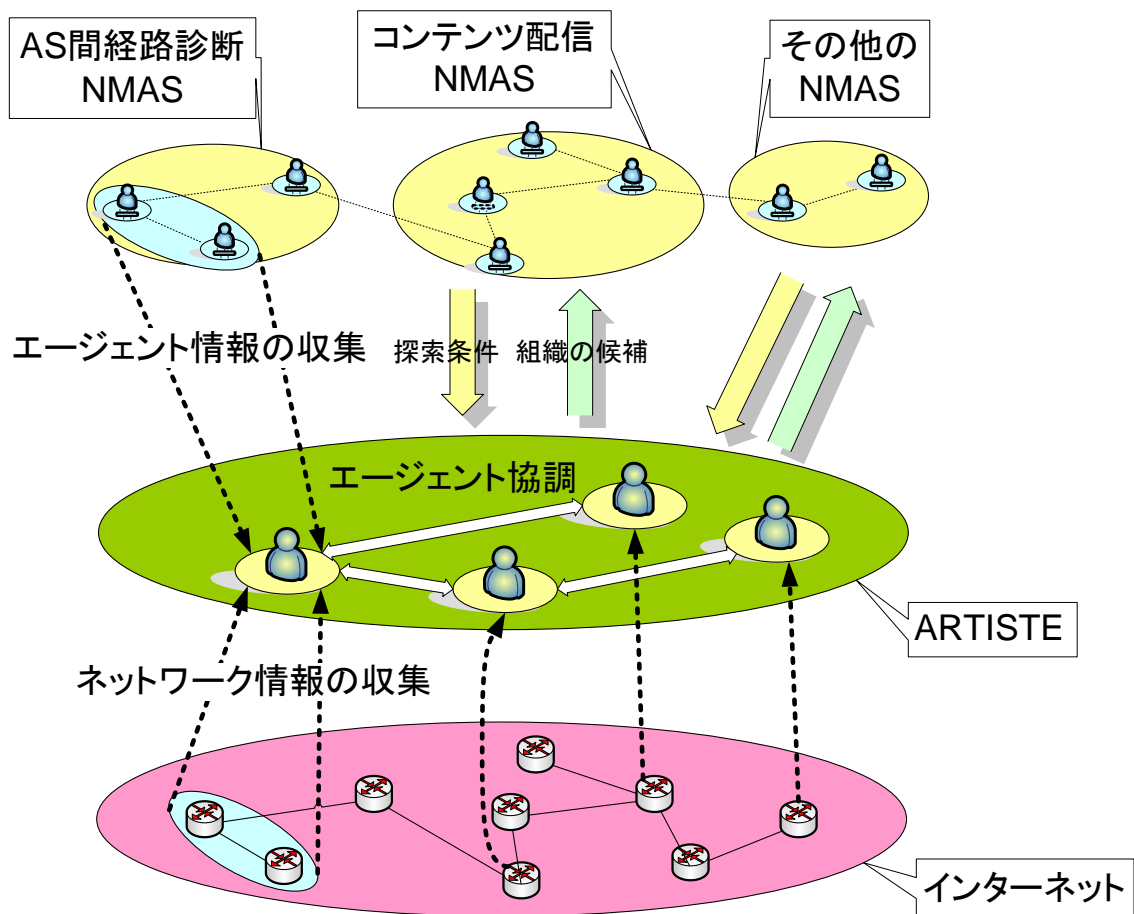 AS間経路診断
NMAS
コンテンツ配信
NMAS
その他の
NMAS
エージェント情報の収集
探索条件
組織の候補
エージェント協調
ARTISTE
ネットワーク情報の収集
インターネット